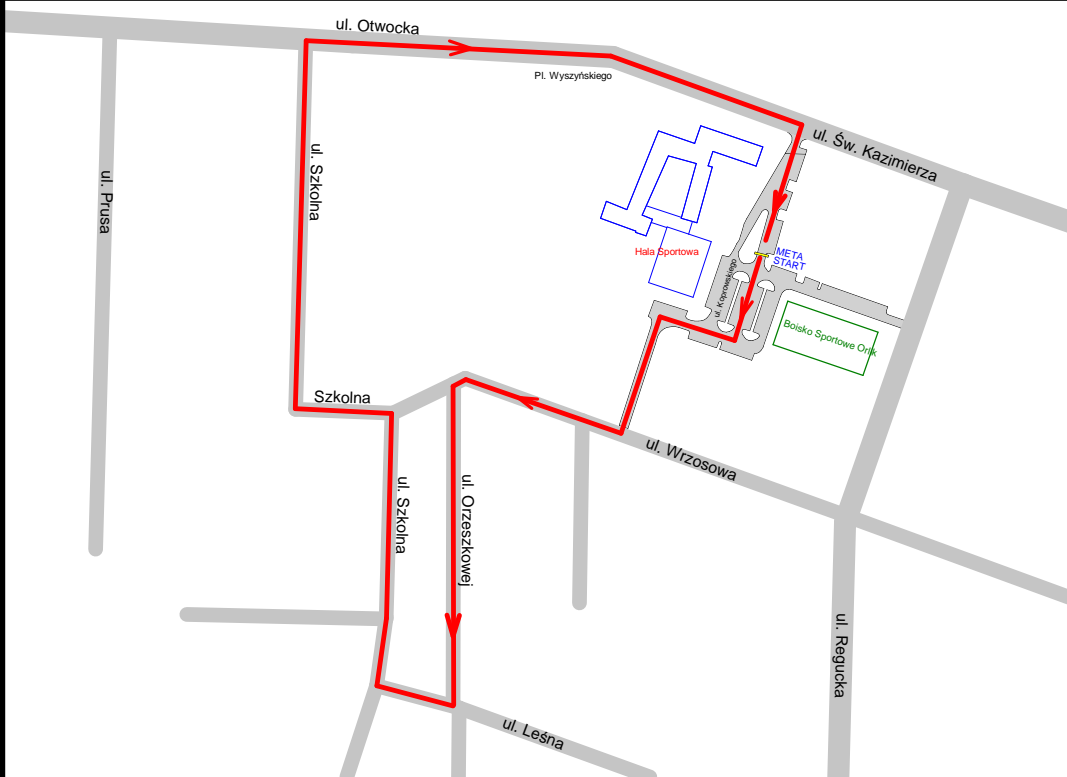 ul. Otwocka
Pl. Wyszyńskiego
ul. Św. Kazimierza
ul. Szkolna
ul. Prusa
Hala Sportowa
META
START
ul. Koprowskiego
Boisko Sportowe Orlik
Szkolna
ul. Wrzosowa
ul. Szkolna
ul. Orzeszkowej
ul. Regucka
ul. Leśna